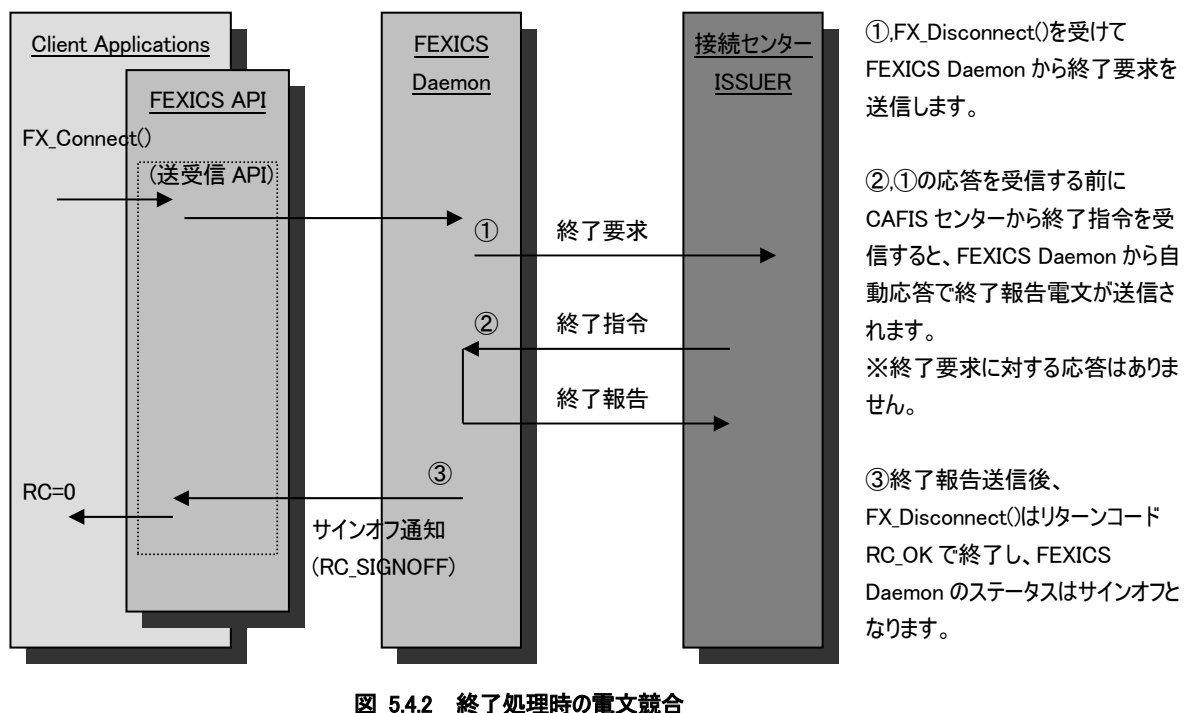 Client Applications
FEXICS API
FX_Connect()
(送受信 API)
RC=0
FEXICS
Daemon
接続センター
ISSUER
①
終了要求
②
終了指令
終了報告
③
サインオフ通知
(RC_SIGNOFF)
①,FX_Disconnect()を受けて
FEXICS Daemon から終了要求を
送信します。
②,①の応答を受信する前に
CAFIS センターから終了指令を受
信すると、FEXICS Daemon から自
動応答で終了報告電文が送信さ
れます。
※終了要求に対する応答はありま
せん。
③終了報告送信後、
FX_Disconnect()はリターンコード
RC_OK で終了し、FEXICS
Daemon のステータスはサインオフと
なります。
図 5.4.2 終了処理時の電文競合